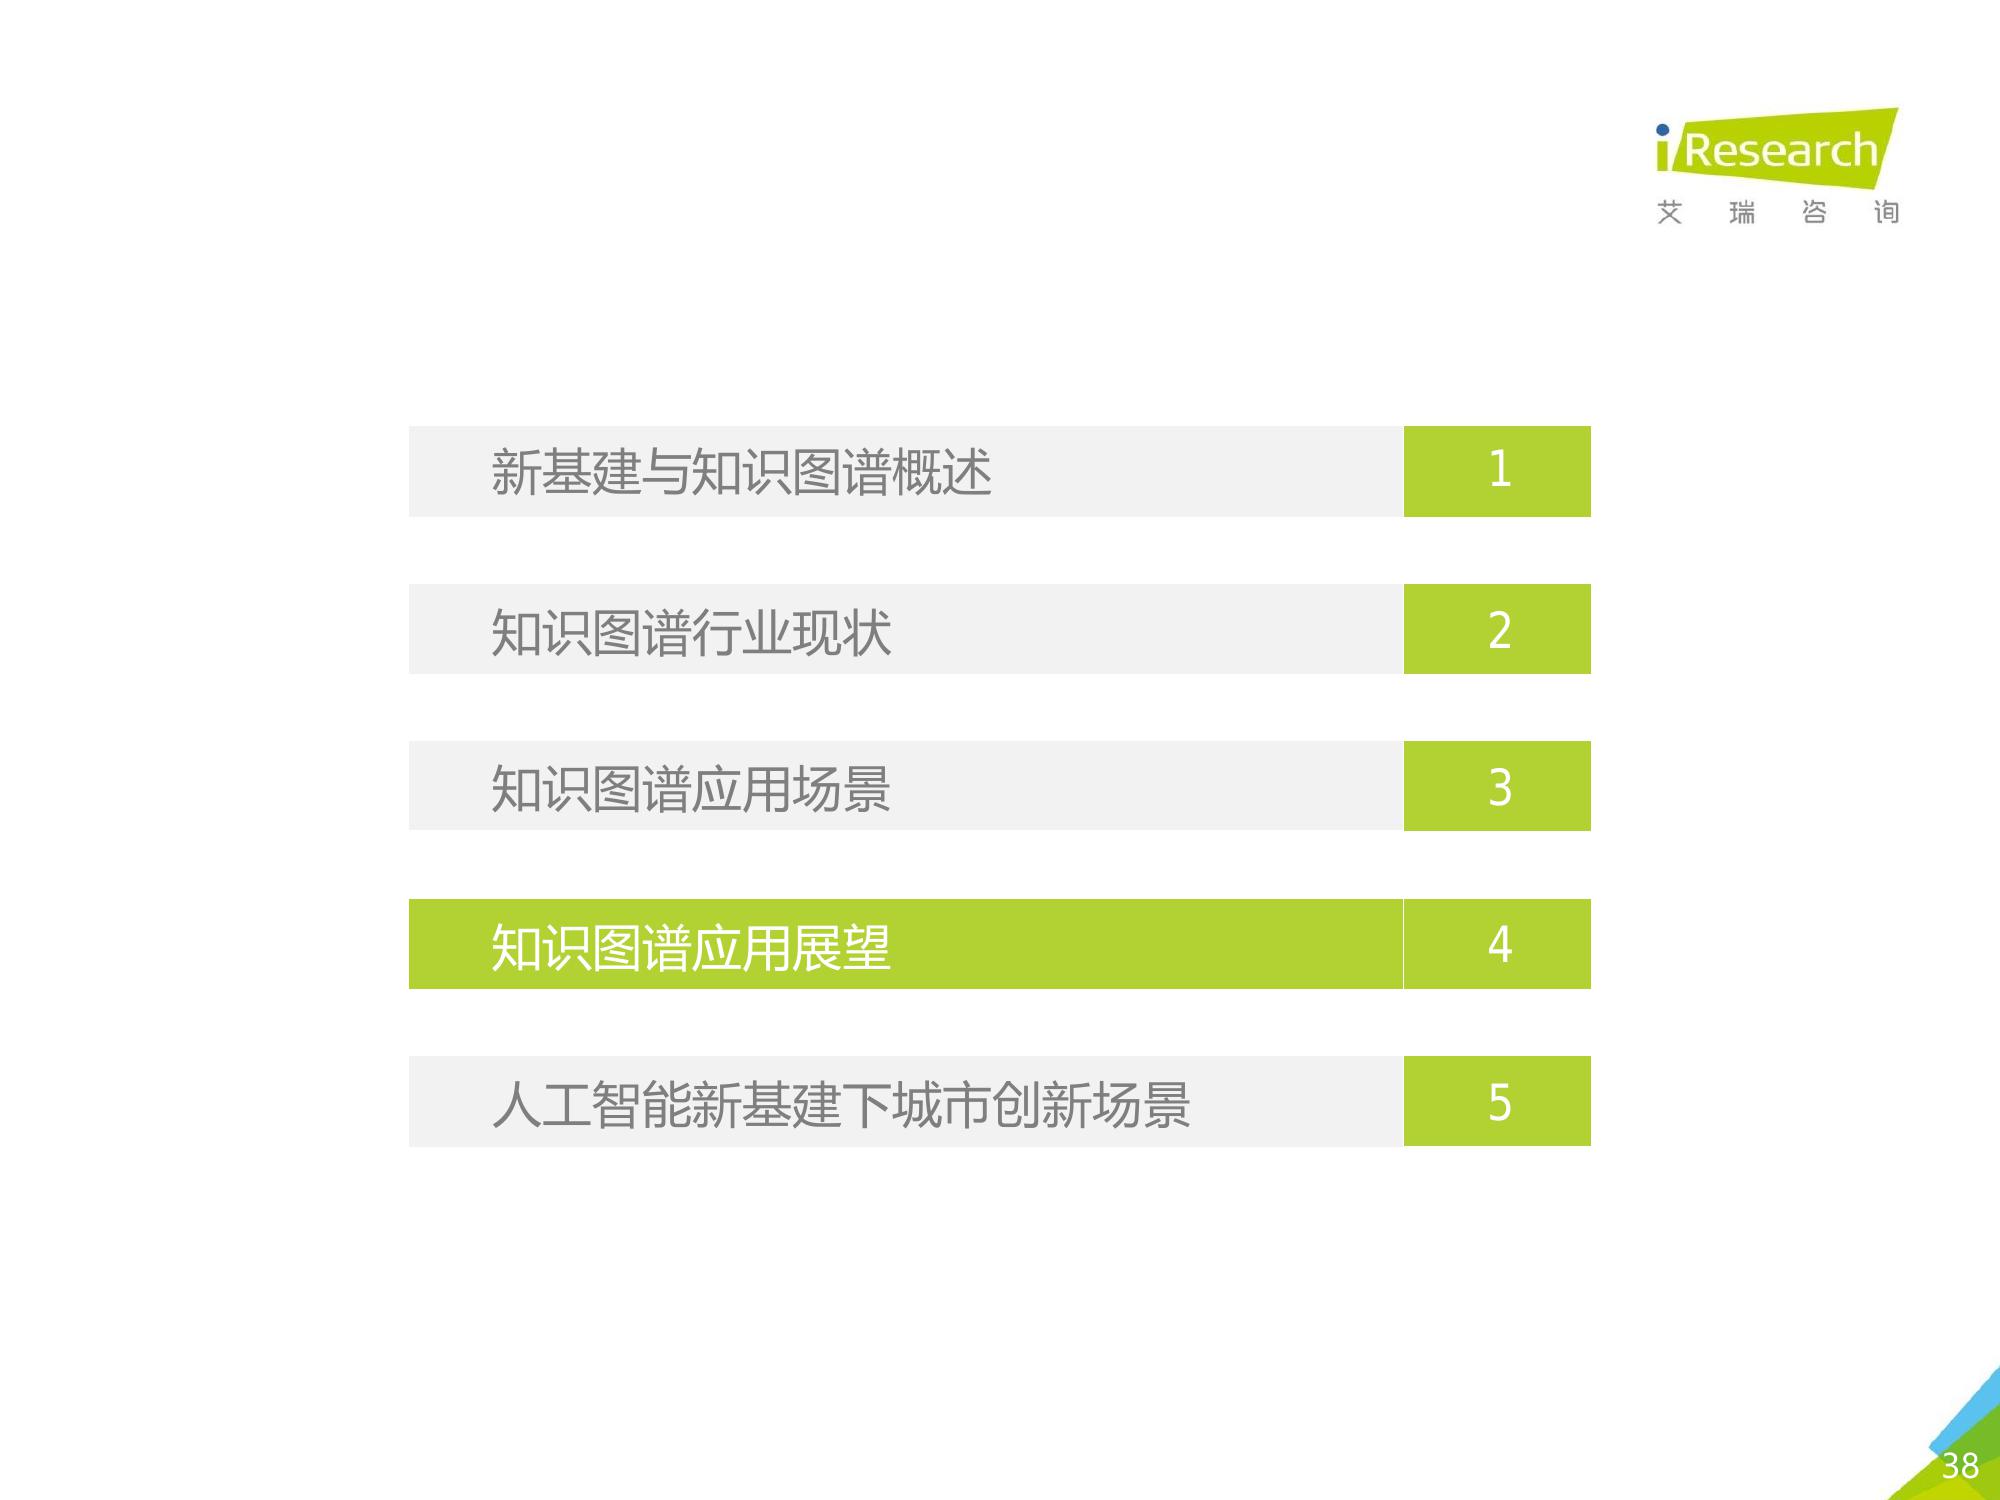 iResearch
艾瑞咨询
新基建与知识图谱概述 1
知识图谱行业现状 2
知识图谱应用场景 3
知识图谱应用展望 4
人工智能新基建下城市创新场景 5
38